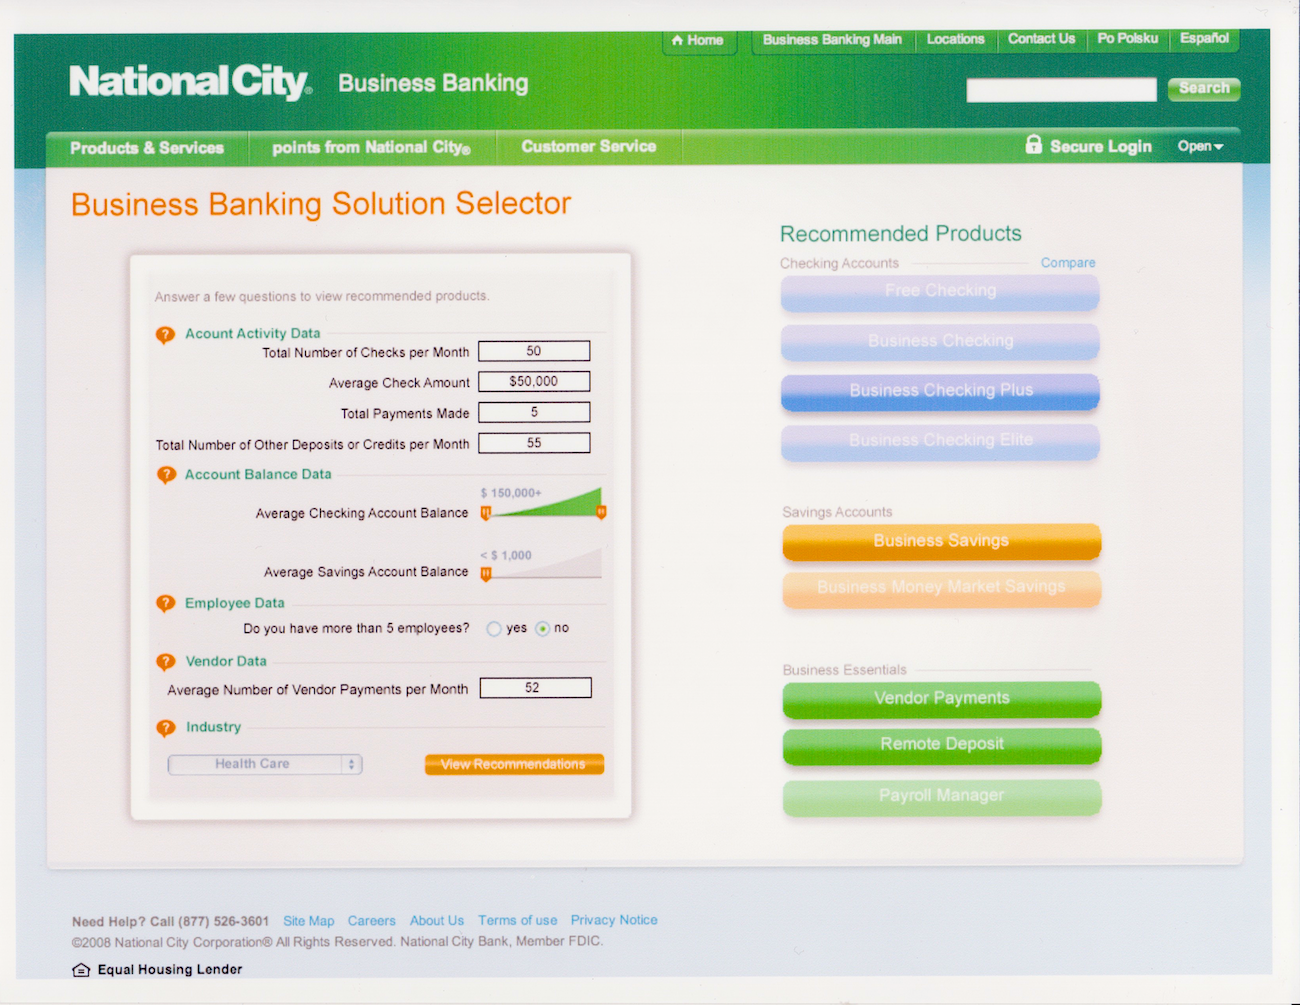 Home
Business Banking Main Locations Contact Us Po Polsku Español
National City® Business Banking
Search
Products & Services points from National City® Customer Service Secure Login Open
Business Banking Solution Selector
Answer a few questions to view recommended products.
? Acount Activity Data
Total Number of Checks per Month 50
Average Check Amount $50,000
Total Payments Made 5
Total Number of Other Deposits or Credits per Month 55
? Account Balance Data
$ 150,000+
Average Checking Account Balance
< $ 1,000
Average Savings Account Balance
? Employee Data
Do you have more than 5 employees? yes no
? Vendor Data
Average Number of Vendor Payments per Month 52
? Industry
Health Care View Recommendations
Recommended Products
Checking Accounts Compare
Free Checking
Business Checking
Business Checking Plus
Business Checking Elite
Savings Accounts
Business Savings
Business Money Market Savings
Business Essentials
Vendor Payments
Remote Deposit
Payroll Manager
Need Help? Call (877) 526-3601 Site Map Careers About Us Terms of use Privacy Notice
©2008 National City Corporation® All Rights Reserved. National City Bank, Member FDIC.
Equal Housing Lender